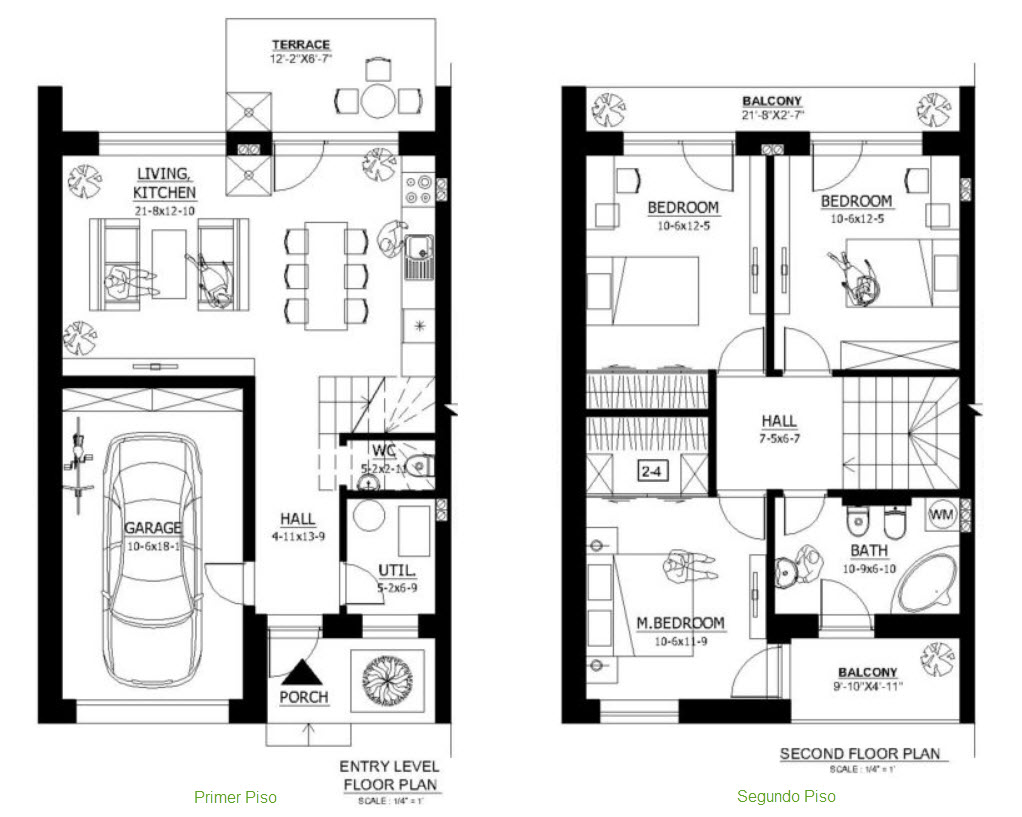 TERRACE
12'-2"X6'-7"
LIVING,
KITCHEN
21-8x12-10
WC
5-2x2-11
GARAGE
10-6x18-1
HALL
4-11x13-9
UTIL.
5-2x6-9
PORCH
ENTRY LEVEL
FLOOR PLAN
SCALE : 1/4" = 1'
Primer Piso
BALCONY
21'-8"X2'-7"
BEDROOM
10-6x12-5
BEDROOM
10-6x12-5
HALL
7-5x6-7
2-4
WM
BATH
10-9x6-10
M.BEDROOM
10-6x11-9
BALCONY
9'-10"X4'-11"
SECOND FLOOR PLAN
SCALE : 1/4" = 1'
Segundo Piso